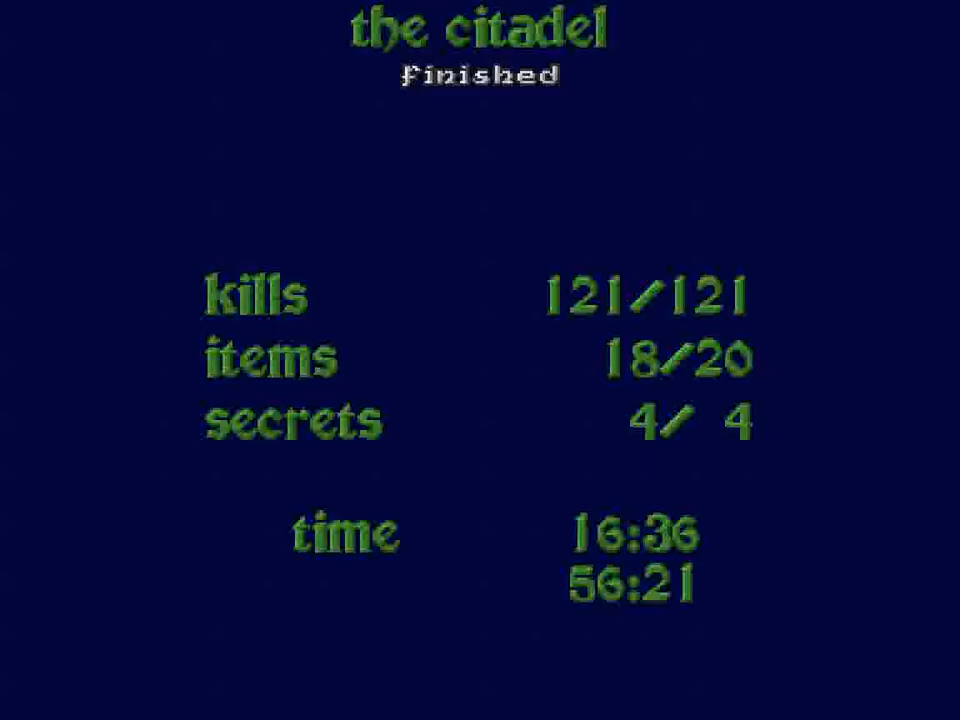 the citadel
finished
kills 121/121
items 18/20
secrets 4/ 4
time 16:36
56:21